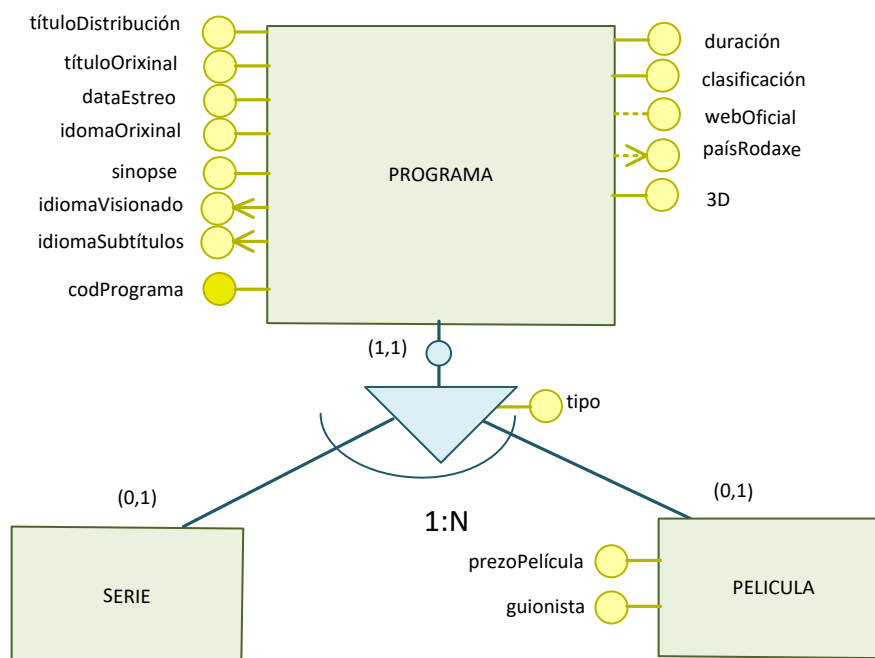 títuloDistribución
títuloOrixinal
dataEstreo
idomaOrixinal
sinopse
idiomaVisionado
idiomaSubtítulos
codPrograma
PROGRAMA
duración
clasificación
webOficial
paísRodaxe
3D
(1,1)
tipo
(0,1)
(0,1)
1:N
SERIE
prezoPelícula
guionista
PELICULA